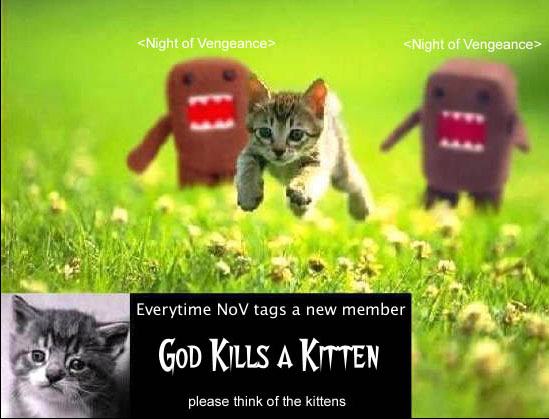 <Night of Vengeance>
<Night of Vengeance>
Everytime NoV tags a new member
God Kills a Kitten
please think of the kittens